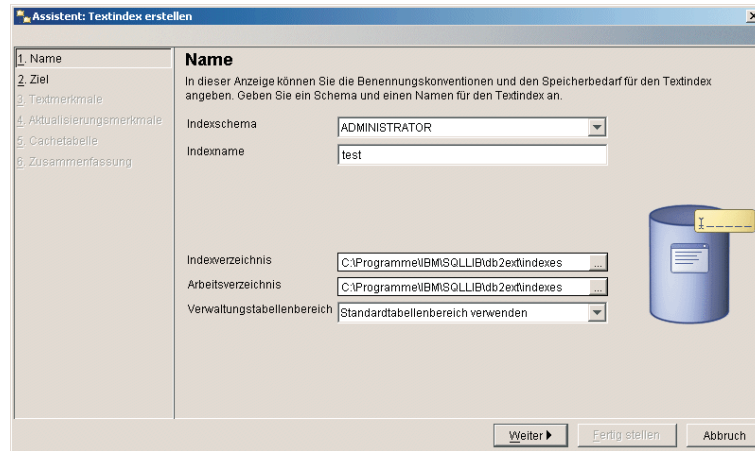 Assistent: Textindex erstellen
1. Name
2. Ziel
3. Textmerkmale
4. Aktualisierungsmerkmale
5. Cachetabelle
6. Zusammenfassung
Name
In dieser Anzeige können Sie die Benennungskonventionen und den Speicherbedarf für den Textindex
angeben. Geben Sie ein Schema und einen Namen für den Textindex an.
Indexschema
ADMINISTRATOR
Indexname
test
Indexverzeichnis
C:\Programme\IBM\SQLLIB\db2ext\indexes
...
Arbeitsverzeichnis
C:\Programme\IBM\SQLLIB\db2ext\indexes
...
Verwaltungstabellenbereich
Standardtabellenbereich verwenden
Weiter
Fertig stellen
Abbruch